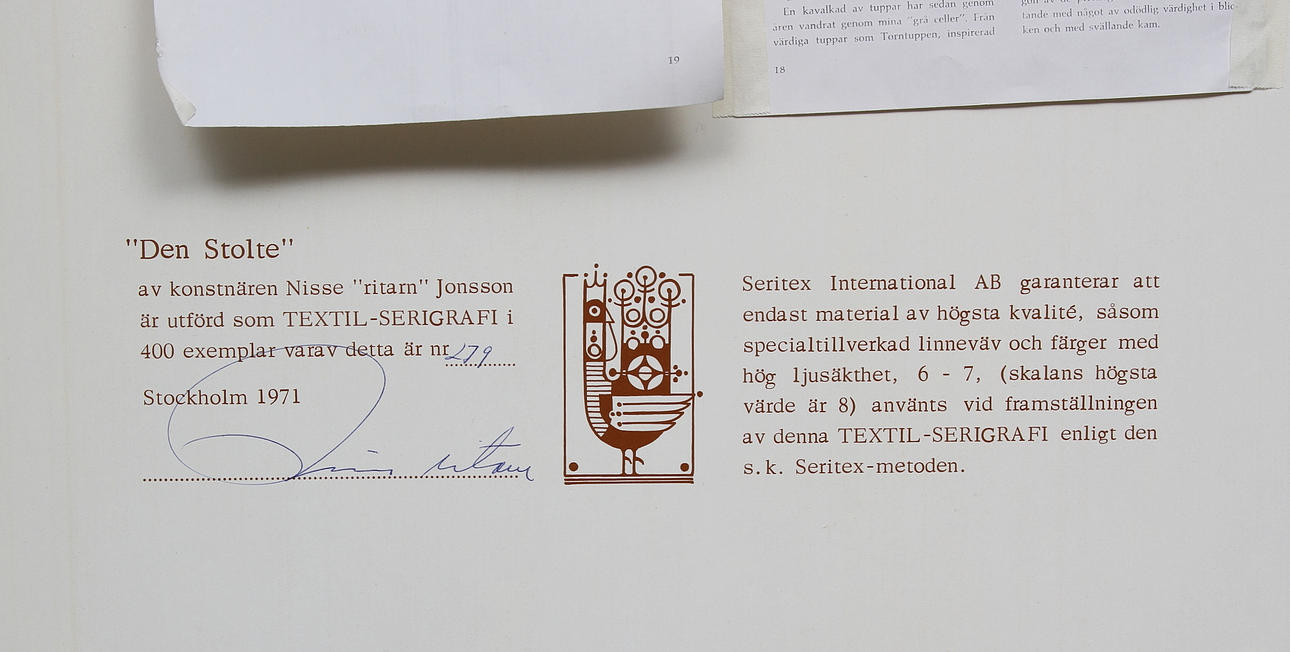 19
En kavalkad av tuppar har sedan genom
åren vandrat genom mina "grå celler". Från
värdiga tuppar som Torntuppen, inspirerad
18
tande med något av odödlig värdighet i blic-
ken och med svällande kam.
"Den Stolte"
av konstnären Nisse "ritarn" Jonsson
är utförd som TEXTIL-SERIGRAFI i
400 exemplar varav detta är nr 279
Stockholm 1971
Nisse ritarn
Seritex International AB garanterar att
endast material av högsta kvalité, såsom
specialtillverkad linneväv och färger med
hög ljusäkthet, 6 - 7, (skalans högsta
värde är 8) använts vid framställningen
av denna TEXTIL-SERIGRAFI enligt den
s.k. Seritex-metoden.